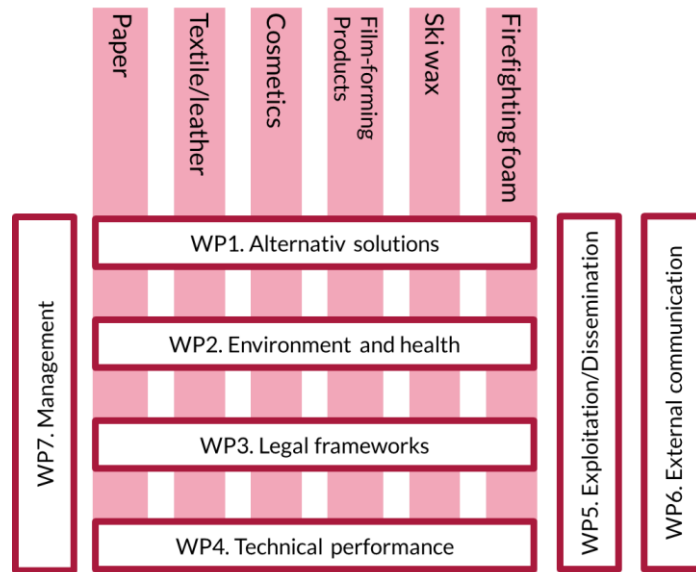 Paper
Textile/leather
Cosmetics
Film-forming
Products
Ski wax
Firefighting foam
WP7. Management
WP1. Alternativ solutions
WP2. Environment and health
WP3. Legal frameworks
WP4. Technical performance
WP5. Exploitation/Dissemination
WP6. External communication